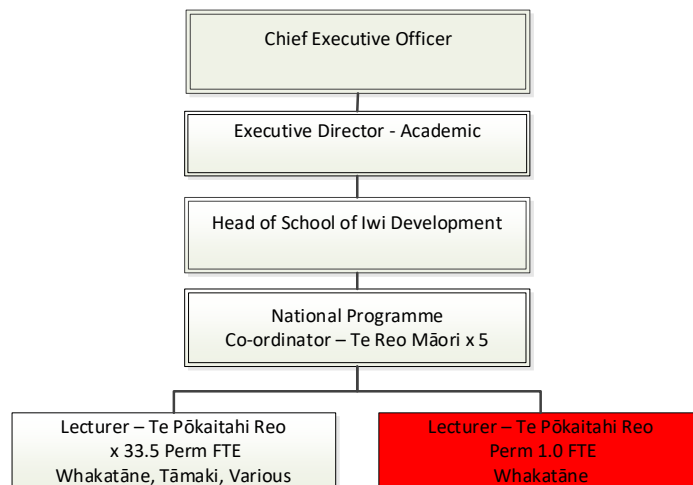 Chief Executive Officer
Executive Director - Academic
Head of School of Iwi Development
National Programme
Co-ordinator – Te Reo Māori x 5
Lecturer – Te Pōkaitahi Reo
x 33.5 Perm FTE
Whakatāne, Tāmaki, Various
Lecturer – Te Pōkaitahi Reo
Perm 1.0 FTE
Whakatāne